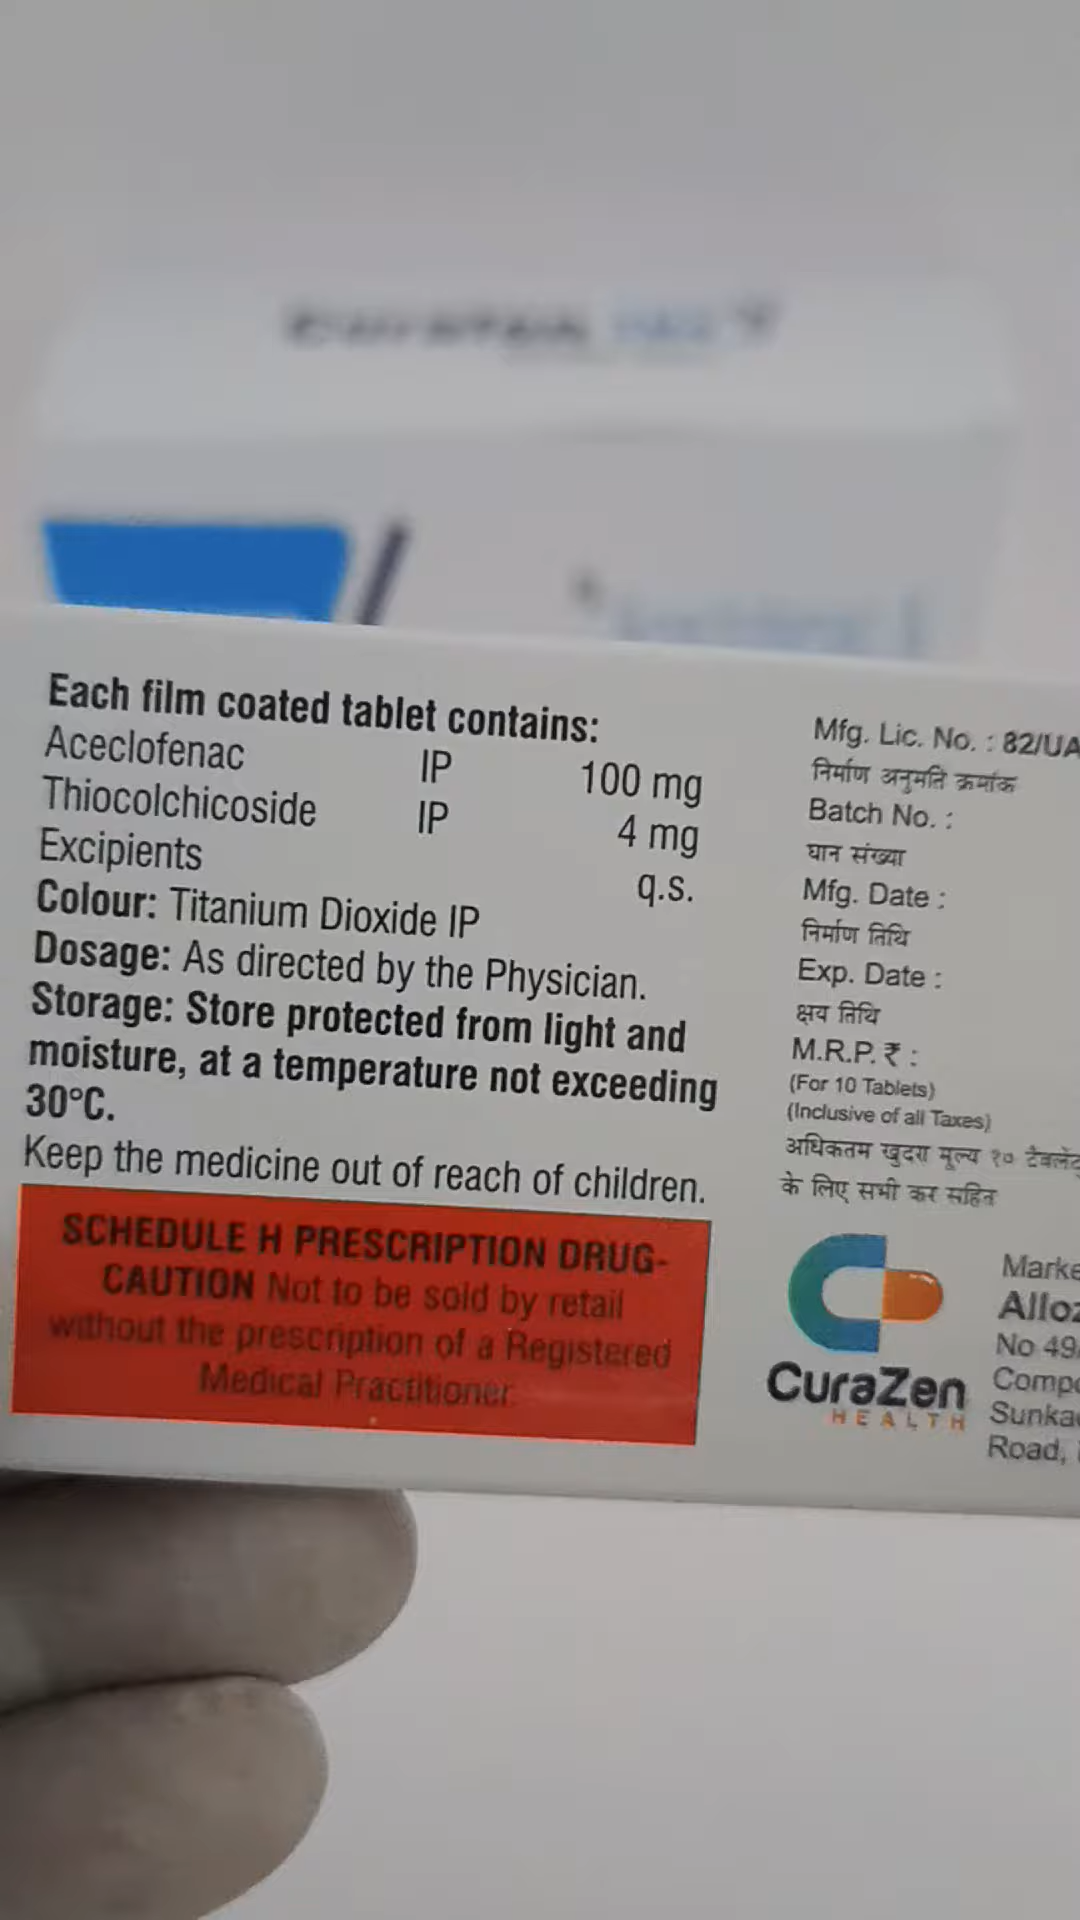 Each film coated tablet contains:
Aceclofenac IP 100 mg
Thiocolchicoside IP 4 mg
Excipients q.s.
Colour: Titanium Dioxide IP
Dosage: As directed by the Physician.
Storage: Store protected from light and
moisture, at a temperature not exceeding
30°C.
Keep the medicine out of reach of children.
SCHEDULE H PRESCRIPTION DRUG-
CAUTION Not to be sold by retail
without the prescription of a Registered
Medical Practitioner.
Mfg. Lic. No. : 82/UA
निर्माण अनुमति क्रमांक
Batch No. :
घान संख्या
Mfg. Date :
निर्माण तिथि
Exp. Date :
क्षय तिथि
M.R.P. ₹ :
(For 10 Tablets)
(Inclusive of all Taxes)
अधिकतम खुदरा मूल्य १०
के लिए सभी कर सहित
CuraZen
HEALTH
No 49
Road,